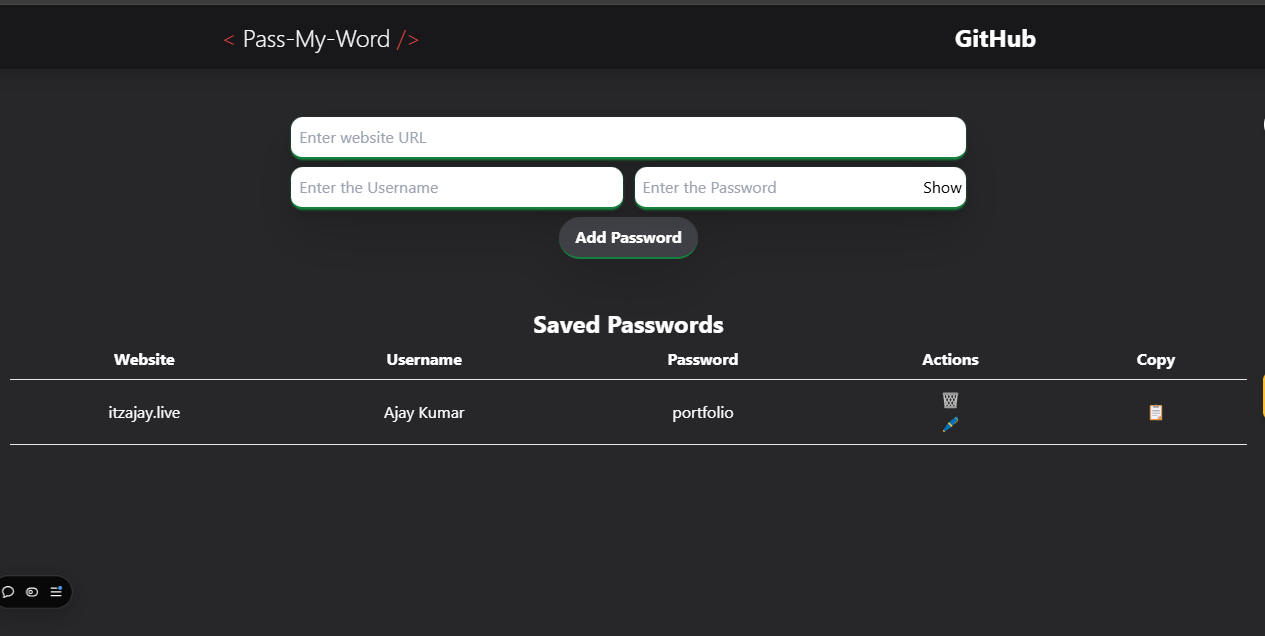 < Pass-My-Word /> GitHub
Enter website URL
Enter the Username Enter the Password Show
Add Password
Saved Passwords
Website Username Password Actions Copy
itzajay.live Ajay Kumar portfolio